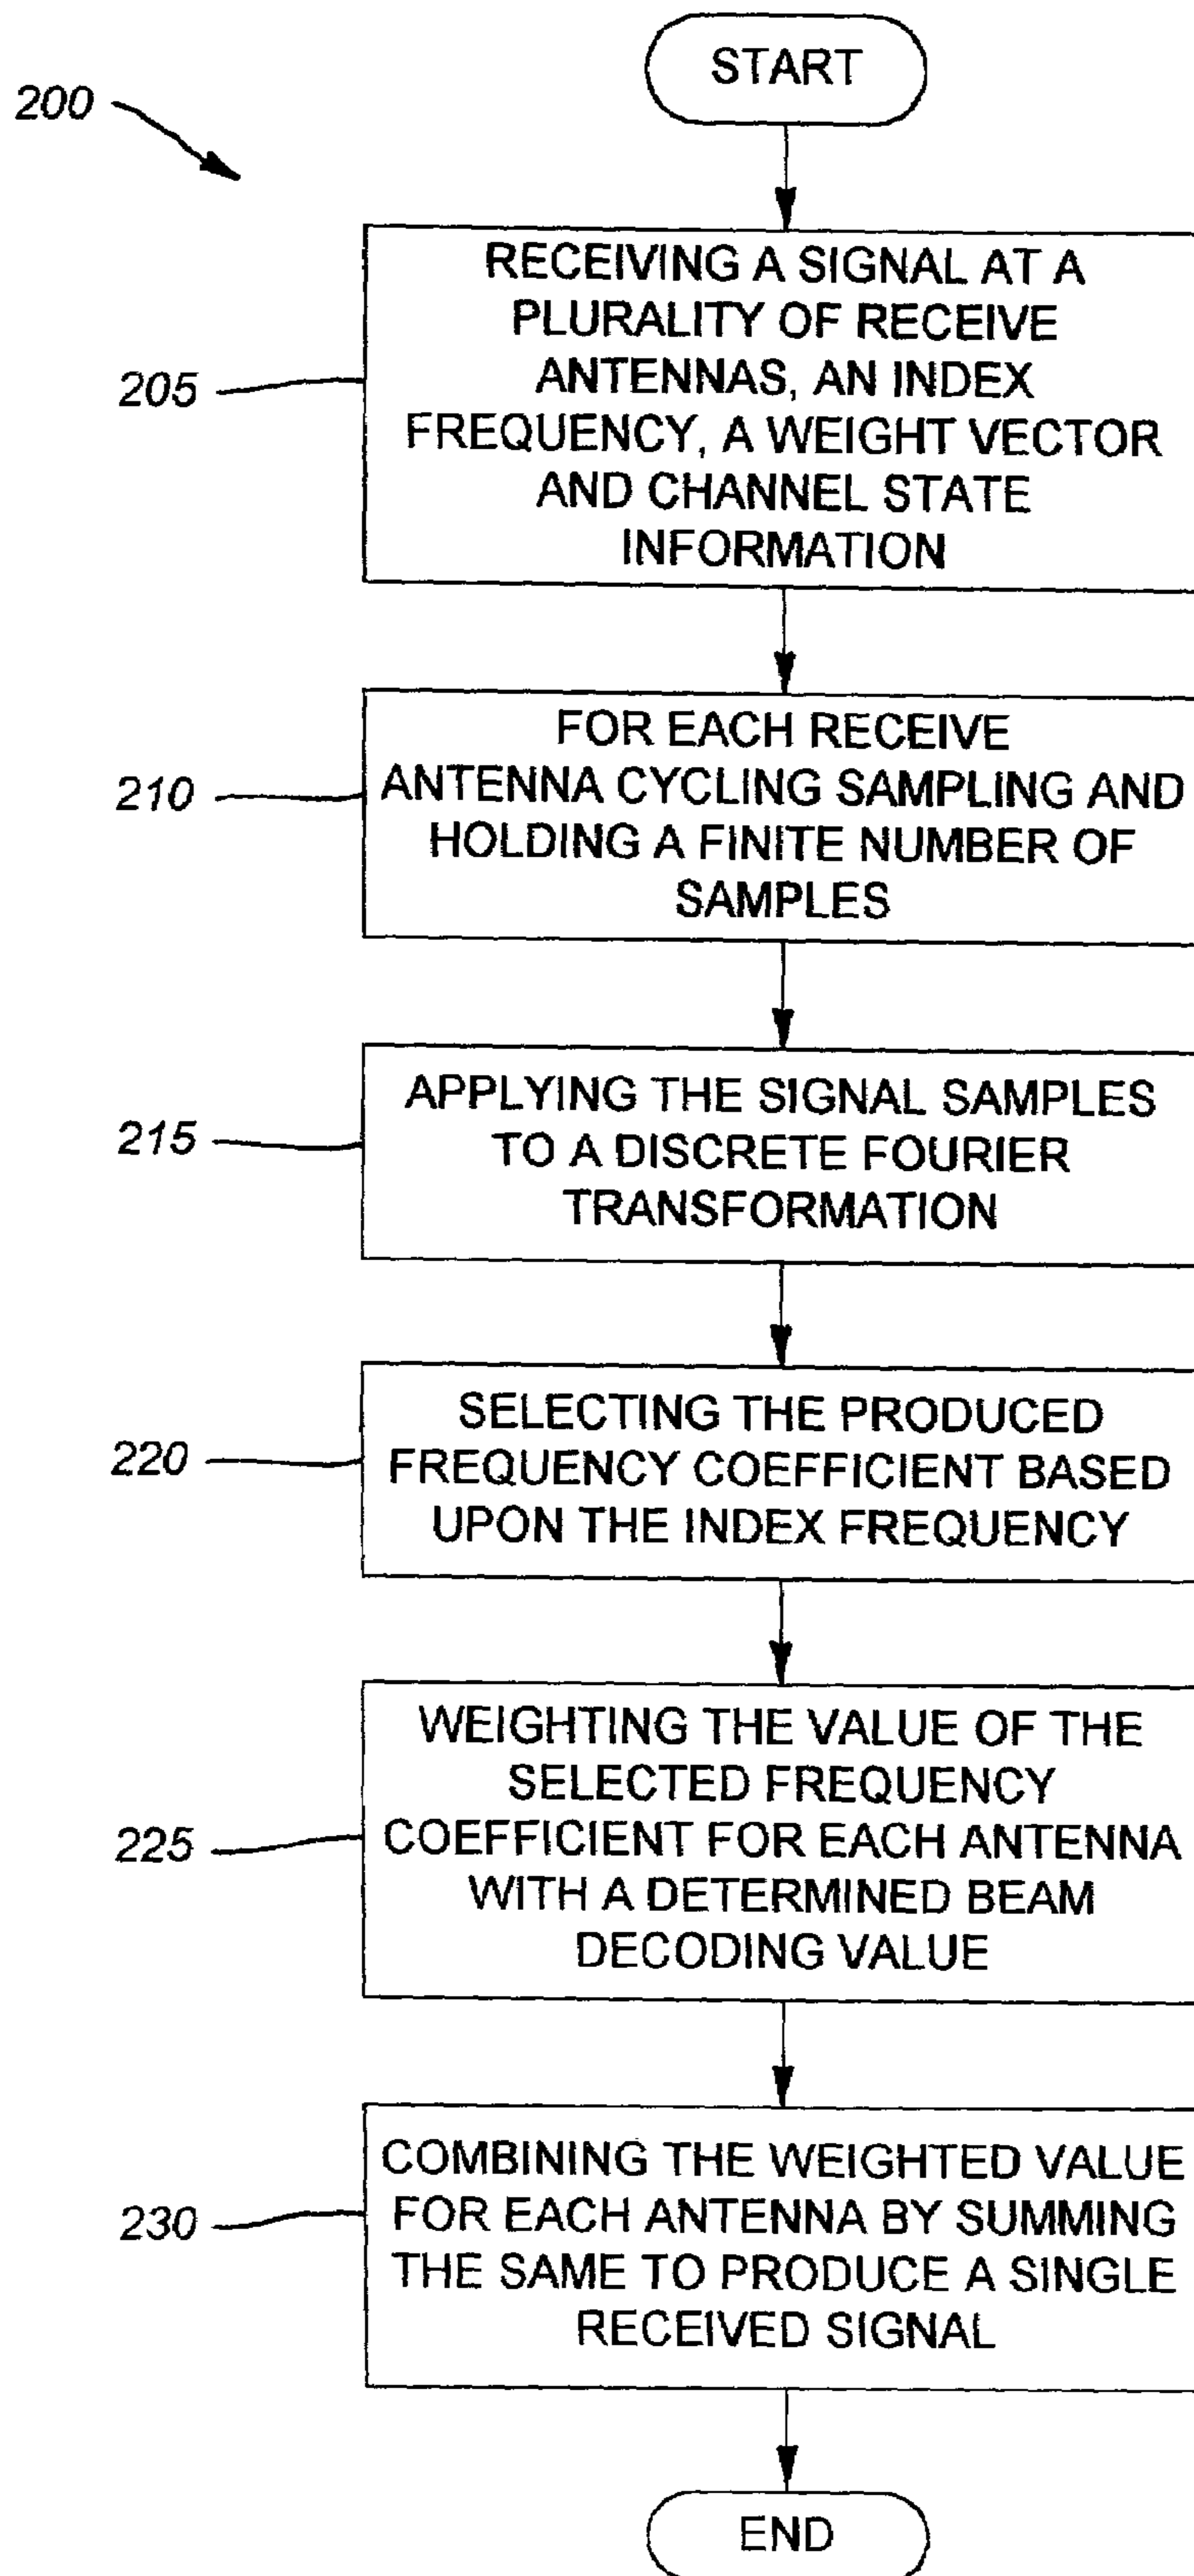 START
200
RECEIVING A SIGNAL AT A
PLURALITY OF RECEIVE
ANTENNAS, AN INDEX
FREQUENCY, A WEIGHT VECTOR
AND CHANNEL STATE
INFORMATION
205
FOR EACH RECEIVE
ANTENNA CYCLING SAMPLING AND
HOLDING A FINITE NUMBER OF
SAMPLES
210
APPLYING THE SIGNAL SAMPLES
TO A DISCRETE FOURIER
TRANSFORMATION
215
SELECTING THE PRODUCED
FREQUENCY COEFFICIENT BASED
UPON THE INDEX FREQUENCY
220
WEIGHTING THE VALUE OF THE
SELECTED FREQUENCY
COEFFICIENT FOR EACH ANTENNA
WITH A DETERMINED BEAM
DECODING VALUE
225
COMBINING THE WEIGHTED VALUE
FOR EACH ANTENNA BY SUMMING
THE SAME TO PRODUCE A SINGLE
RECEIVED SIGNAL
230
END